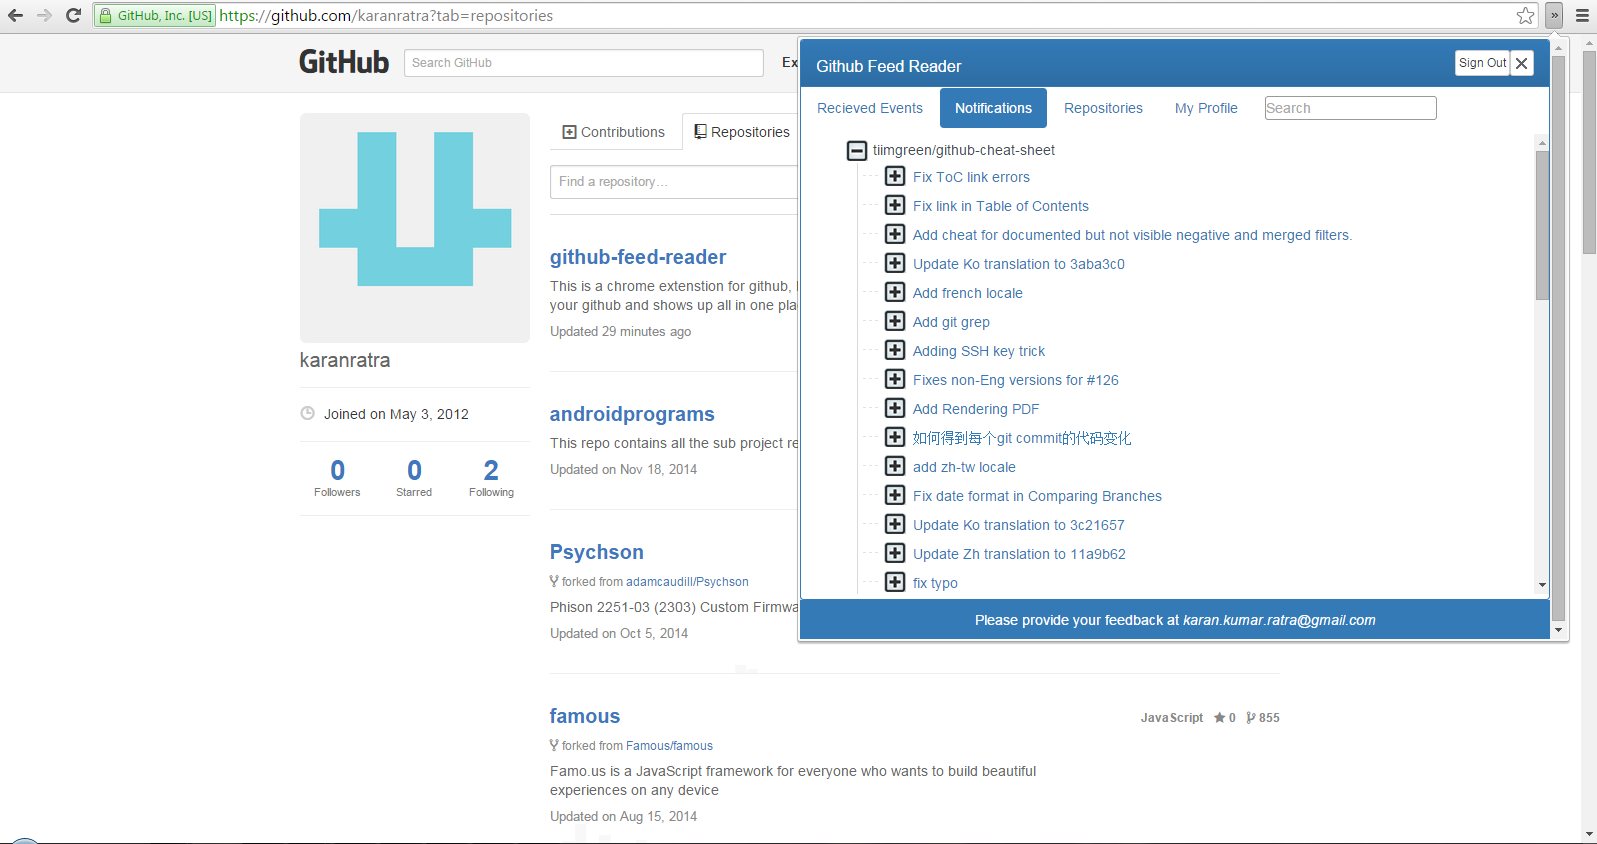 GitHub, Inc. [US] https://github.com/karanratra?tab=repositories
GitHub
Search GitHub
Ex
karanratra
Joined on May 3, 2012
0 0 2
Followers Starred Following
Contributions Repositories
Find a repository…
github-feed-reader
This is a chrome extenstion for github,
your github and shows up all in one pla
Updated 29 minutes ago
androidprograms
This repo contains all the sub project re
Updated on Nov 18, 2014
Psychson
forked from adamcaudill/Psychson
Phison 2251-03 (2303) Custom Firmwa
Updated on Oct 5, 2014
famous
JavaScript 0 855
forked from Famous/famous
Famo.us is a JavaScript framework for everyone who wants to build beautiful
experiences on any device
Updated on Aug 15, 2014
Github Feed Reader
Sign Out
Recieved Events Notifications Repositories My Profile Search
tiimgreen/github-cheat-sheet
Fix ToC link errors
Fix link in Table of Contents
Add cheat for documented but not visible negative and merged filters.
Update Ko translation to 3aba3c0
Add french locale
Add git grep
Adding SSH key trick
Fixes non-Eng versions for #126
Add Rendering PDF
如何得到每个git commit的代码变化
add zh-tw locale
Fix date format in Comparing Branches
Update Ko translation to 3c21657
Update Zh translation to 11a9b62
fix typo
Please provide your feedback at karan.kumar.ratra@gmail.com